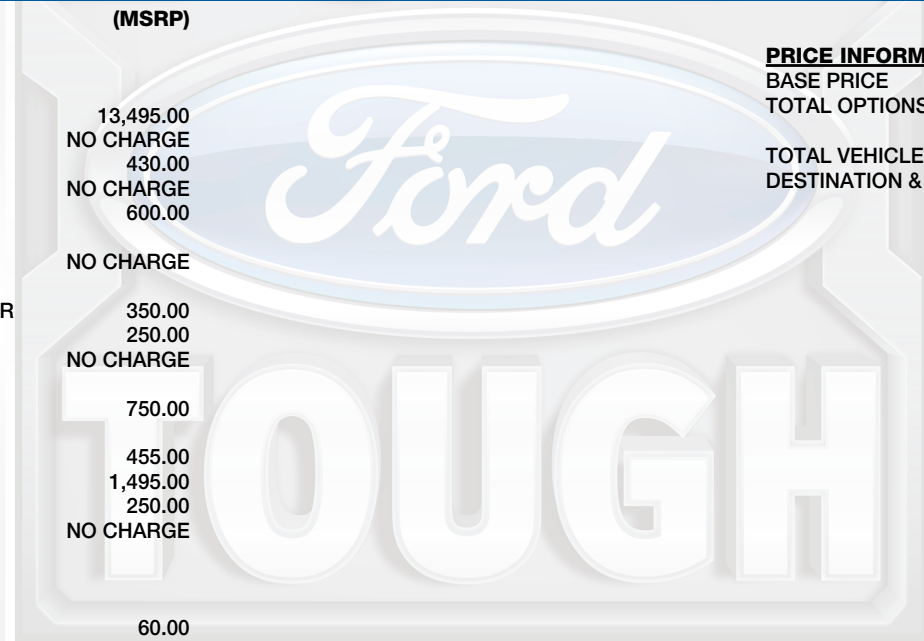 (MSRP)
13,495.00
NO CHARGE
430.00
NO CHARGE
600.00
NO CHARGE
R 350.00
250.00
NO CHARGE
750.00
455.00
1,495.00
250.00
NO CHARGE
60.00
PRICE INFORM
BASE PRICE
TOTAL OPTIONS
TOTAL VEHICLE
DESTINATION &
Ford
TOUGH